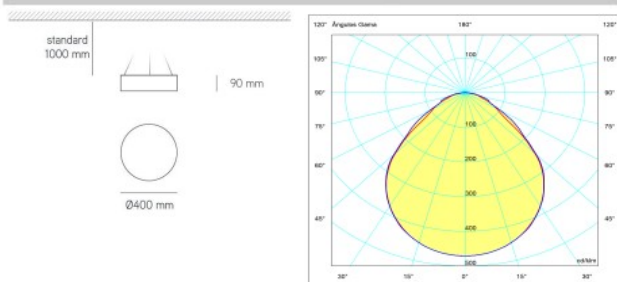 standard
1000 mm
90 mm
Ø400 mm
120° Ângulos Gama 180° 120°
105° 100 105°
90° 90°
75° 100 75°
60° 200 60°
300
45° 400 45°
500 cd/klm
30° 15° 0° 15° 30°